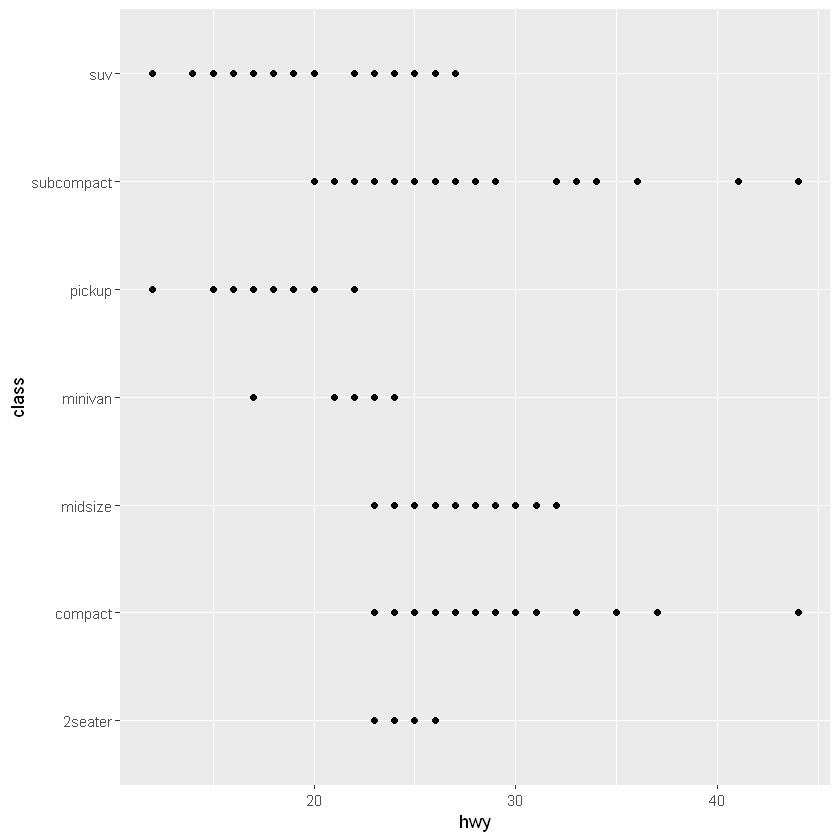 suv
subcompact
pickup
minivan
midsize
compact
2seater
class
20
30
40
hwy